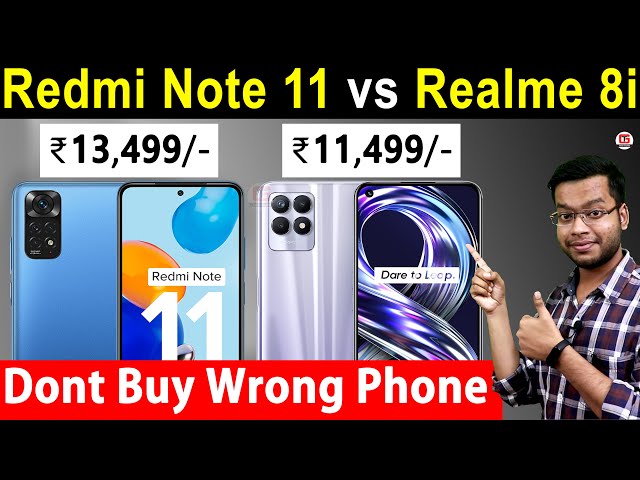 Redmi Note 11 vs Realme 8i
₹13,499/- ₹11,499/-
Redmi Note
11
Dare to Leap.
Dont Buy Wrong Phone